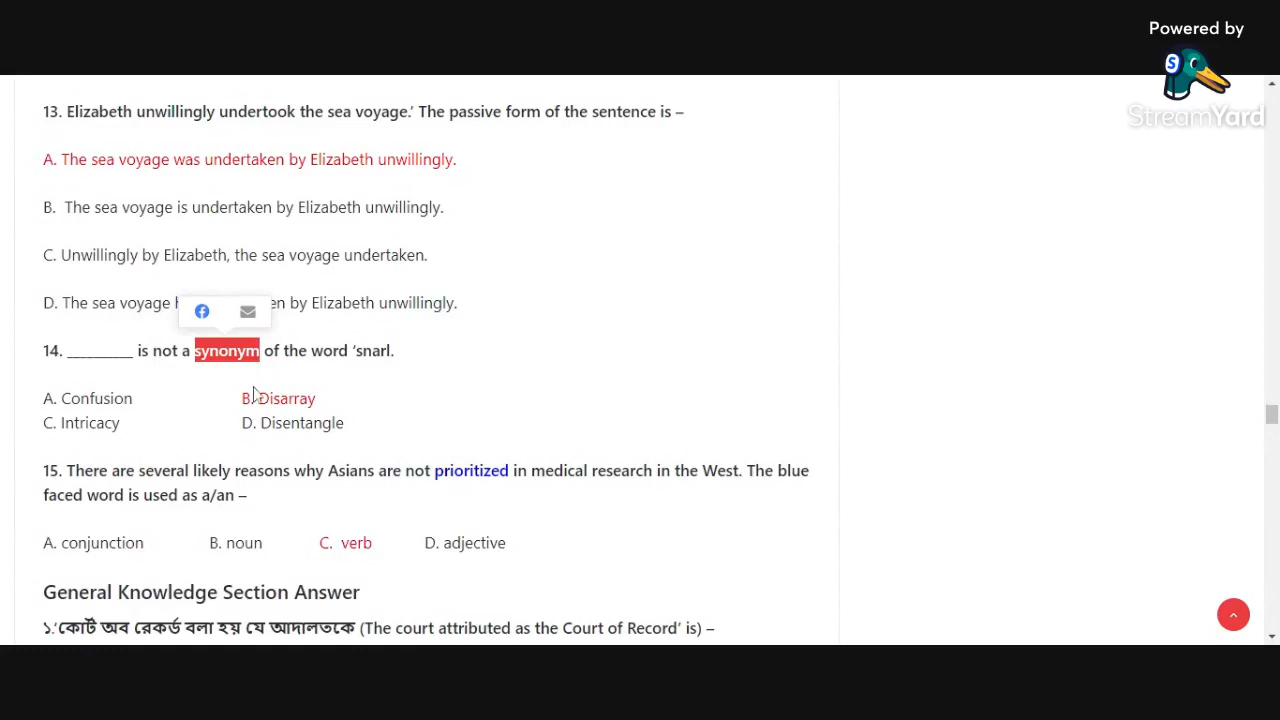 Powered by
StreamYard
13. Elizabeth unwillingly undertook the sea voyage.’ The passive form of the sentence is –
A. The sea voyage was undertaken by Elizabeth unwillingly.
B. The sea voyage is undertaken by Elizabeth unwillingly.
C. Unwillingly by Elizabeth, the sea voyage undertaken.
D. The sea voyage by Elizabeth unwillingly.
14. _________ is not a synonym of the word ‘snarl.
A. Confusion B. Disarray
C. Intricacy D. Disentangle
15. There are several likely reasons why Asians are not prioritized in medical research in the West. The blue
faced word is used as a/an –
A. conjunction B. noun C. verb D. adjective
General Knowledge Section Answer
১.‘কোর্ট অব রেকর্ড বলা হয় যে আদালতকে (The court attributed as the Court of Record’ is) –